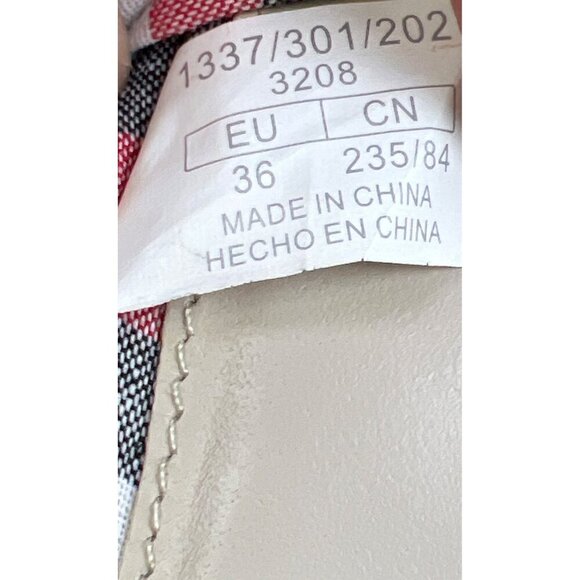 1337/301/202
3208
EU CN
36 235/84
MADE IN CHINA
HECHO EN CHINA